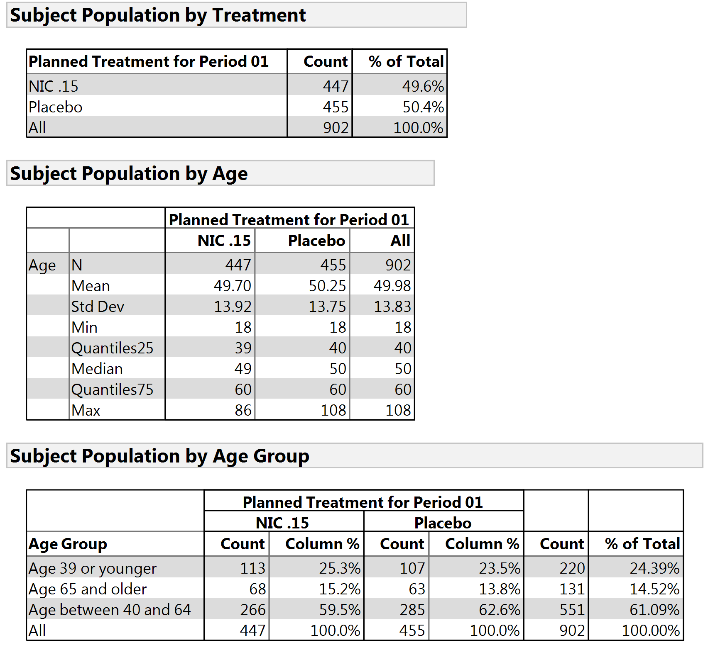 Subject Population by Treatment
Planned Treatment for Period 01 Count % of Total
NIC .15 447 49.6%
Placebo 455 50.4%
All 902 100.0%
Subject Population by Age
Planned Treatment for Period 01
NIC .15 Placebo All
Age N 447 455 902
Mean 49.70 50.25 49.98
Std Dev 13.92 13.75 13.83
Min 18 18 18
Quantiles25 39 40 40
Median 49 50 50
Quantiles75 60 60 60
Max 86 108 108
Subject Population by Age Group
Planned Treatment for Period 01
NIC .15 Placebo
Age Group Count Column % Count Column % Count % of Total
Age 39 or younger 113 25.3% 107 23.5% 220 24.39%
Age 65 and older 68 15.2% 63 13.8% 131 14.52%
Age between 40 and 64 266 59.5% 285 62.6% 551 61.09%
All 447 100.0% 455 100.0% 902 100.00%